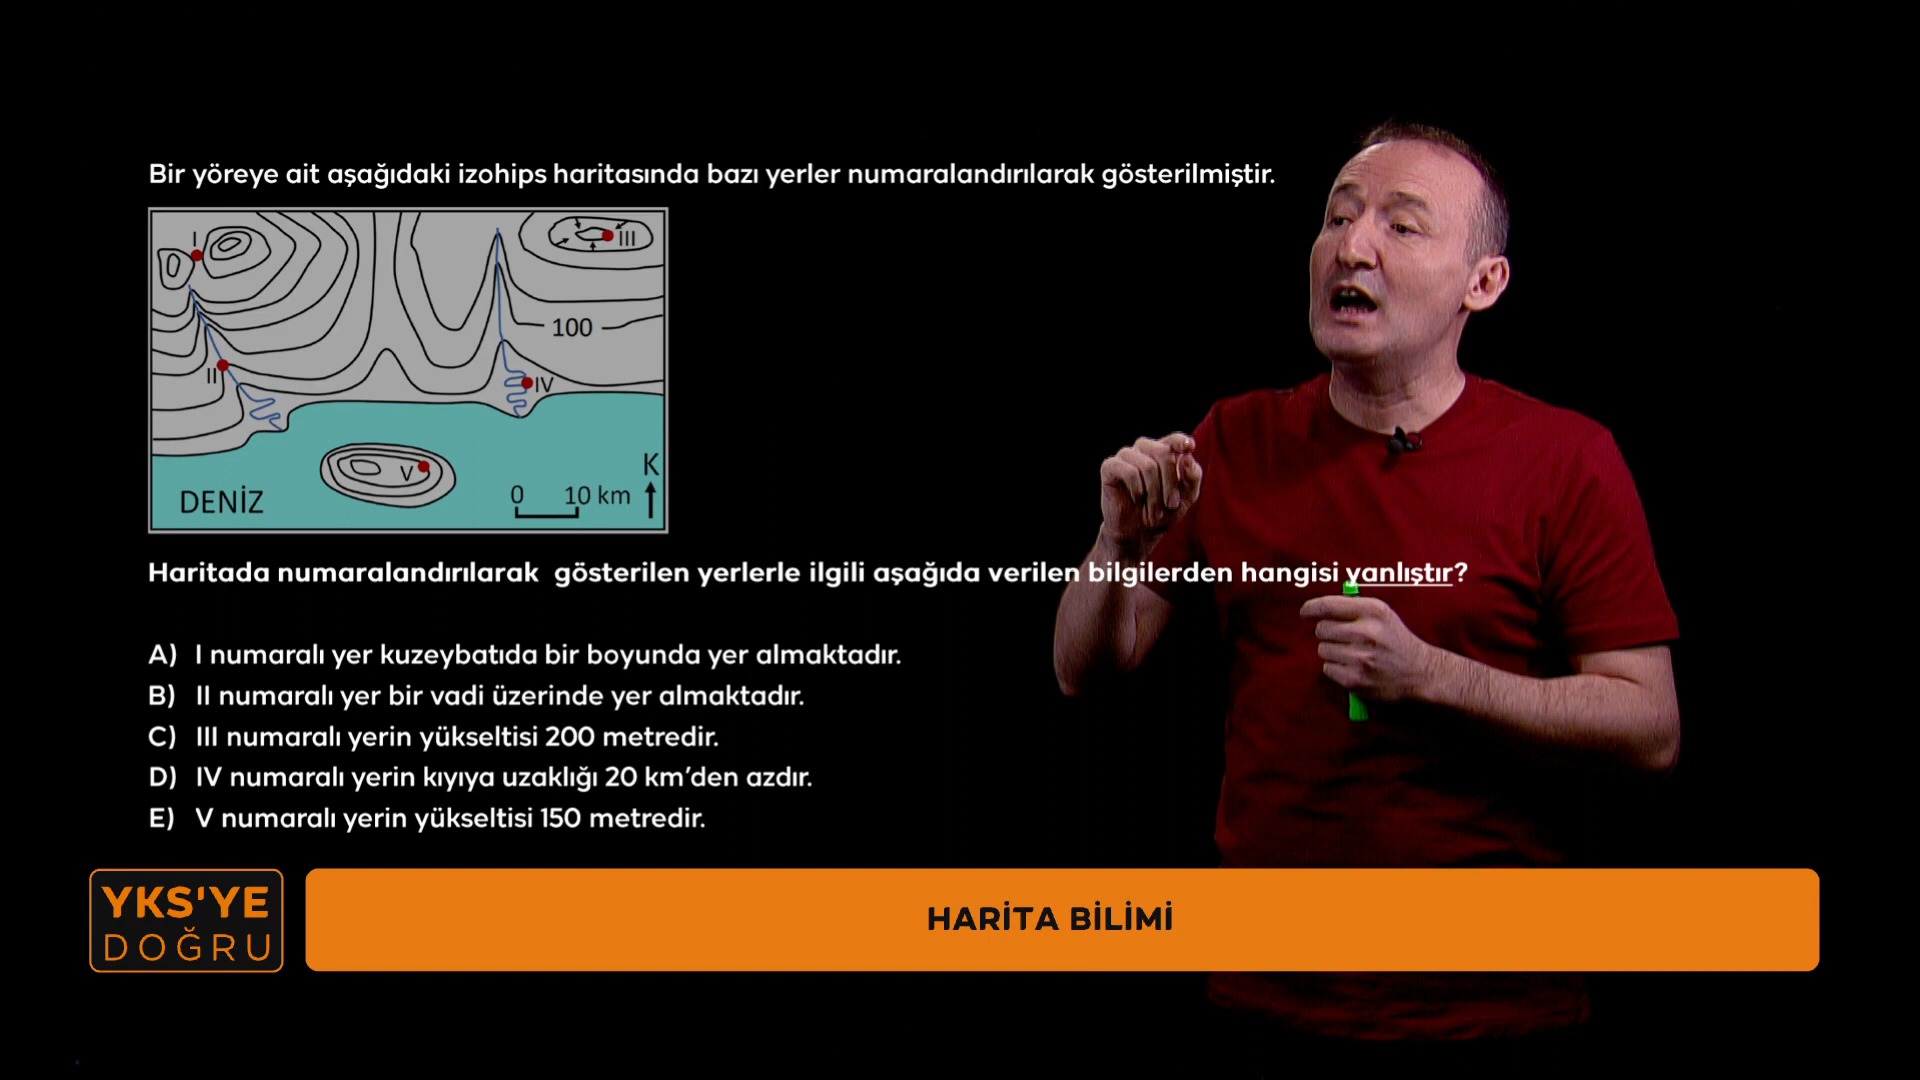 Bir yöreye ait aşağıdaki izohips haritasında bazı yerler numaralandırılarak gösterilmiştir.
I
III
100
II
IV
V
K
DENİZ
0 10 km
Haritada numaralandırılarak gösterilen yerlerle ilgili aşağıda verilen bilgilerden hangisi yanlıştır?
A) I numaralı yer kuzeybatıda bir boyunda yer almaktadır.
B) II numaralı yer bir vadi üzerinde yer almaktadır.
C) III numaralı yerin yükseltisi 200 metredir.
D) IV numaralı yerin kıyıya uzaklığı 20 km'den azdır.
E) V numaralı yerin yükseltisi 150 metredir.
YKS'YE
DOĞRU
HARİTA BİLİMİ